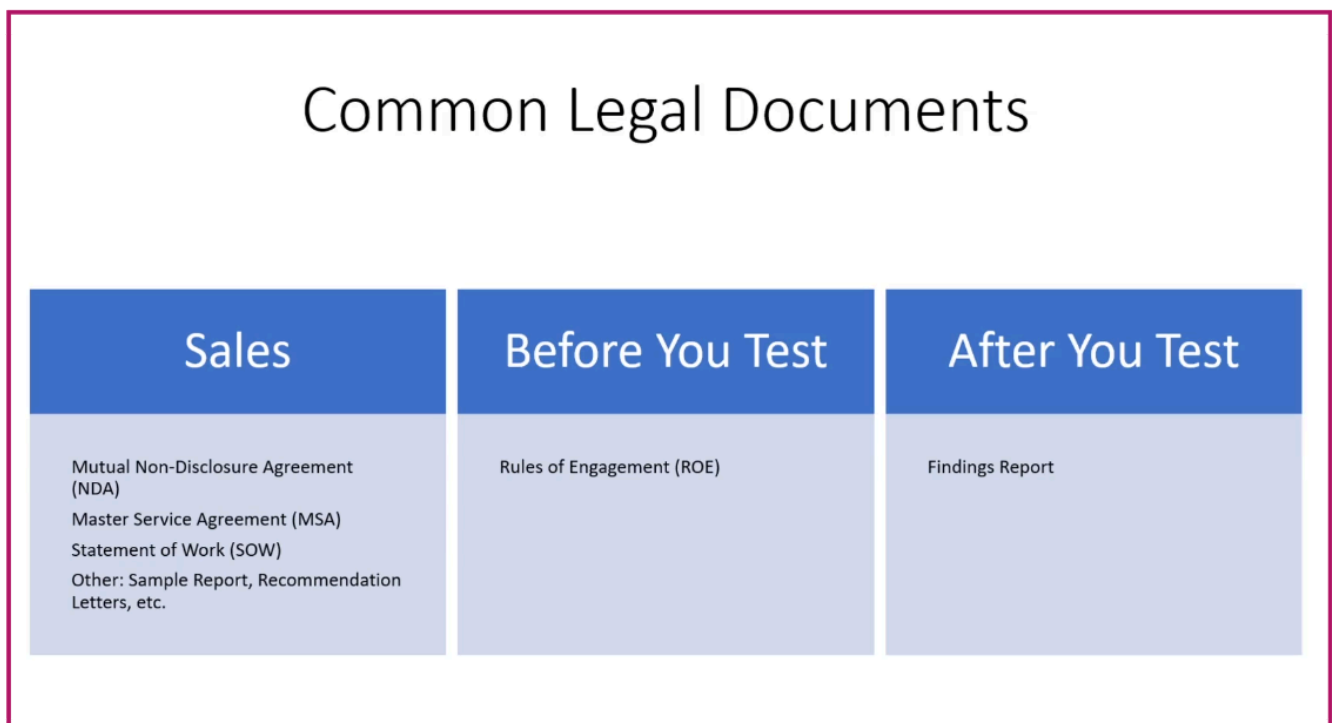 Common Legal Documents
Sales
Mutual Non-Disclosure Agreement
(NDA)
Master Service Agreement (MSA)
Statement of Work (SOW)
Other: Sample Report, Recommendation
Letters, etc.
Before You Test
Rules of Engagement (ROE)
After You Test
Findings Report